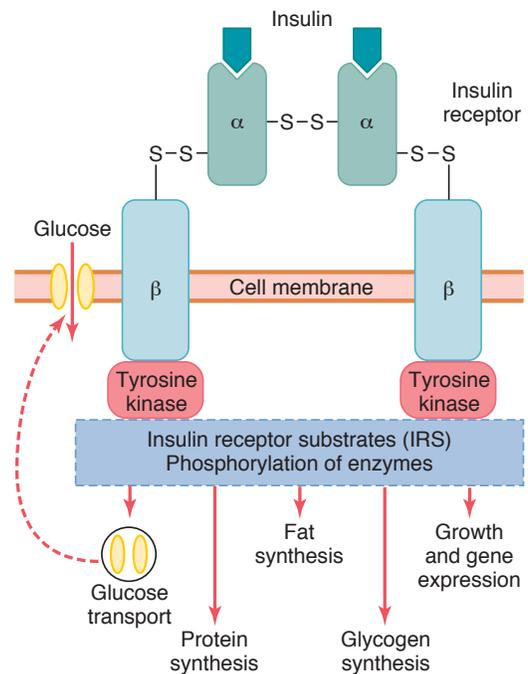 Insulin
Insulin
receptor
α
S–S
α
S–S
S–S
Glucose
β
Cell membrane
β
Tyrosine
kinase
Tyrosine
kinase
Insulin receptor substrates (IRS)
Phosphorylation of enzymes
Glucose
transport
Fat
synthesis
Growth
and gene
expression
Protein
synthesis
Glycogen
synthesis